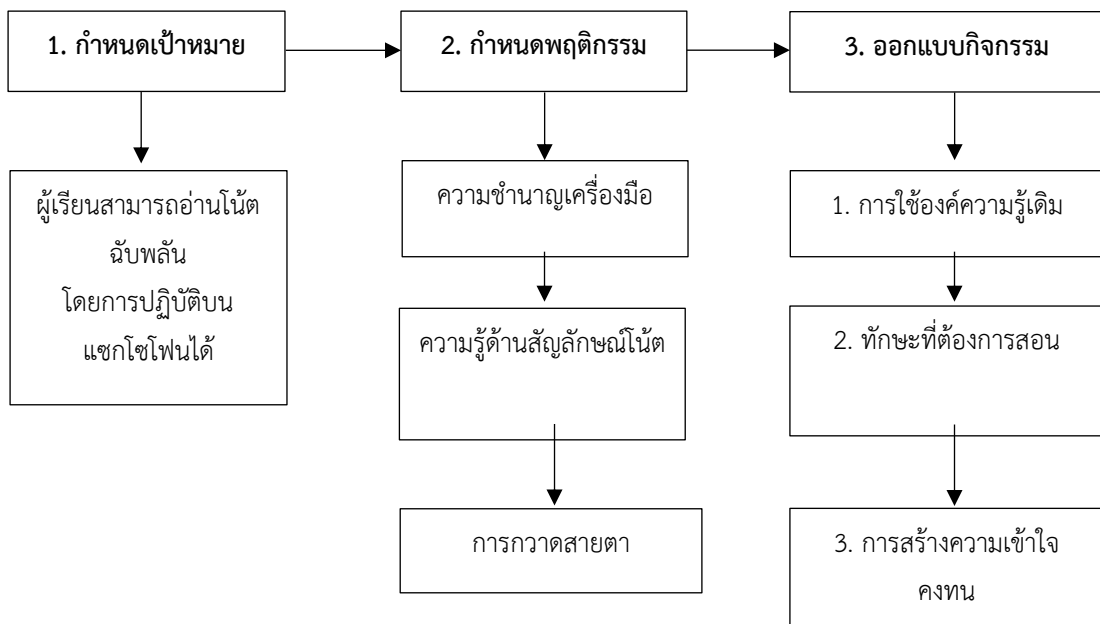 1. กำหนดเป้าหมาย
2. กำหนดพฤติกรรม
3. ออกแบบกิจกรรม
ผู้เรียนสามารถอ่านโน้ต
ฉับพลัน
โดยการปฏิบัติบน
แซกโซโฟนได้
ความชำนาญเครื่องมือ
ความรู้ด้านสัญลักษณ์โน้ต
การกวาดสายตา
1. การใช้องค์ความรู้เดิม
2. ทักษะที่ต้องการสอน
3. การสร้างความเข้าใจ
คงทน